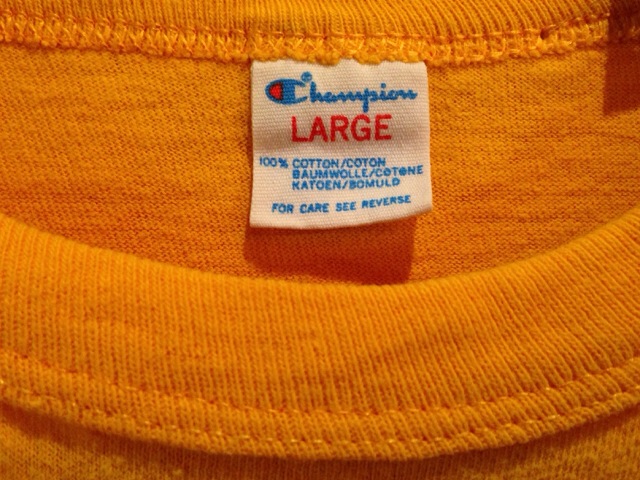 Champion®
LARGE
100% COTTON/COTON
BAUMWOLLE/COTONE
KATOEN/BOMULD
FOR CARE SEE REVERSE